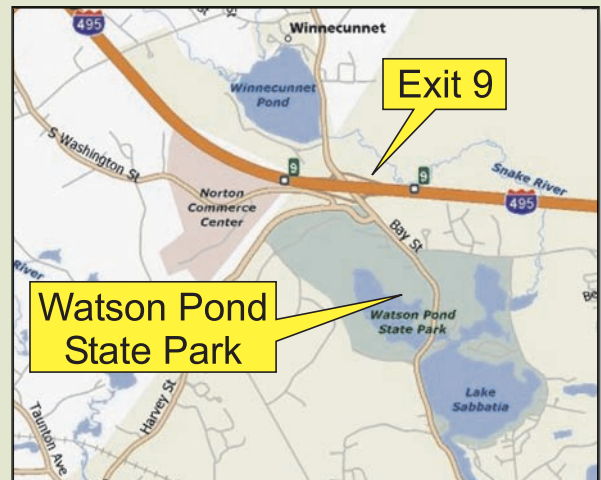 495
Winnecunnet
Winnecunnet
Pond
Exit 9
S Washington St
9
9
Snake River
495
Norton
Commerce
Center
Bay St
River
Watson Pond
State Park
Watson Pond
State Park
Lake
Sabbatia
Harvey St
Taunton Ave